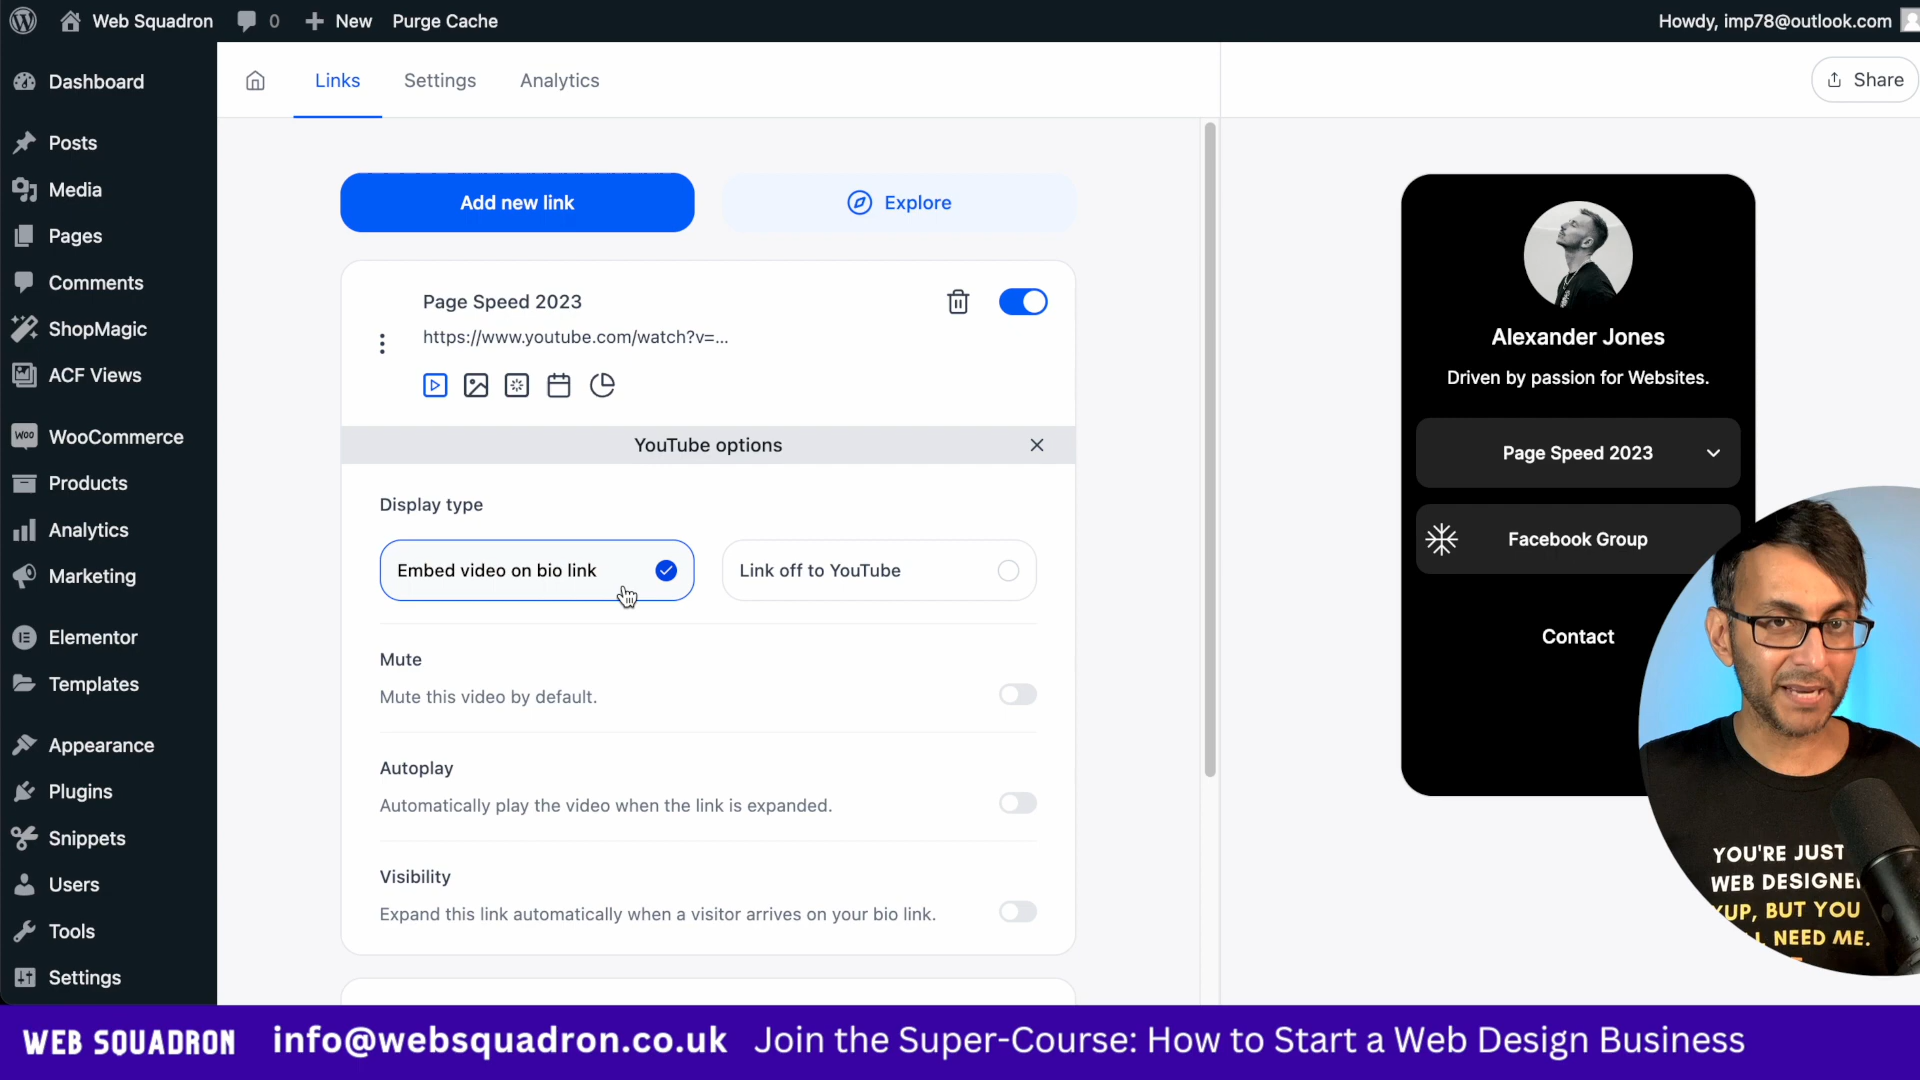 Web Squadron
0
New
Purge Cache
Howdy, imp78@outlook.com
Dashboard
Posts
Media
Pages
Comments
ShopMagic
ACF Views
Woo
WooCommerce
Products
Analytics
Marketing
Elementor
Templates
Appearance
Plugins
Snippets
Users
Tools
Settings
Links
Settings
Analytics
Share
Add new link
Explore
Page Speed 2023
https://www.youtube.com/watch?v=...
YouTube options
Display type
Embed video on bio link
Link off to YouTube
Mute
Mute this video by default.
Autoplay
Automatically play the video when the link is expanded.
Visibility
Expand this link automatically when a visitor arrives on your bio link.
Alexander Jones
Driven by passion for Websites.
Page Speed 2023
Facebook Group
Contact
YOU'RE JUST
WEB DESIGNE
UP, BUT YOU
NEED ME.
WEB SQUADRON
info@websquadron.co.uk
Join the Super-Course: How to Start a Web Design Business